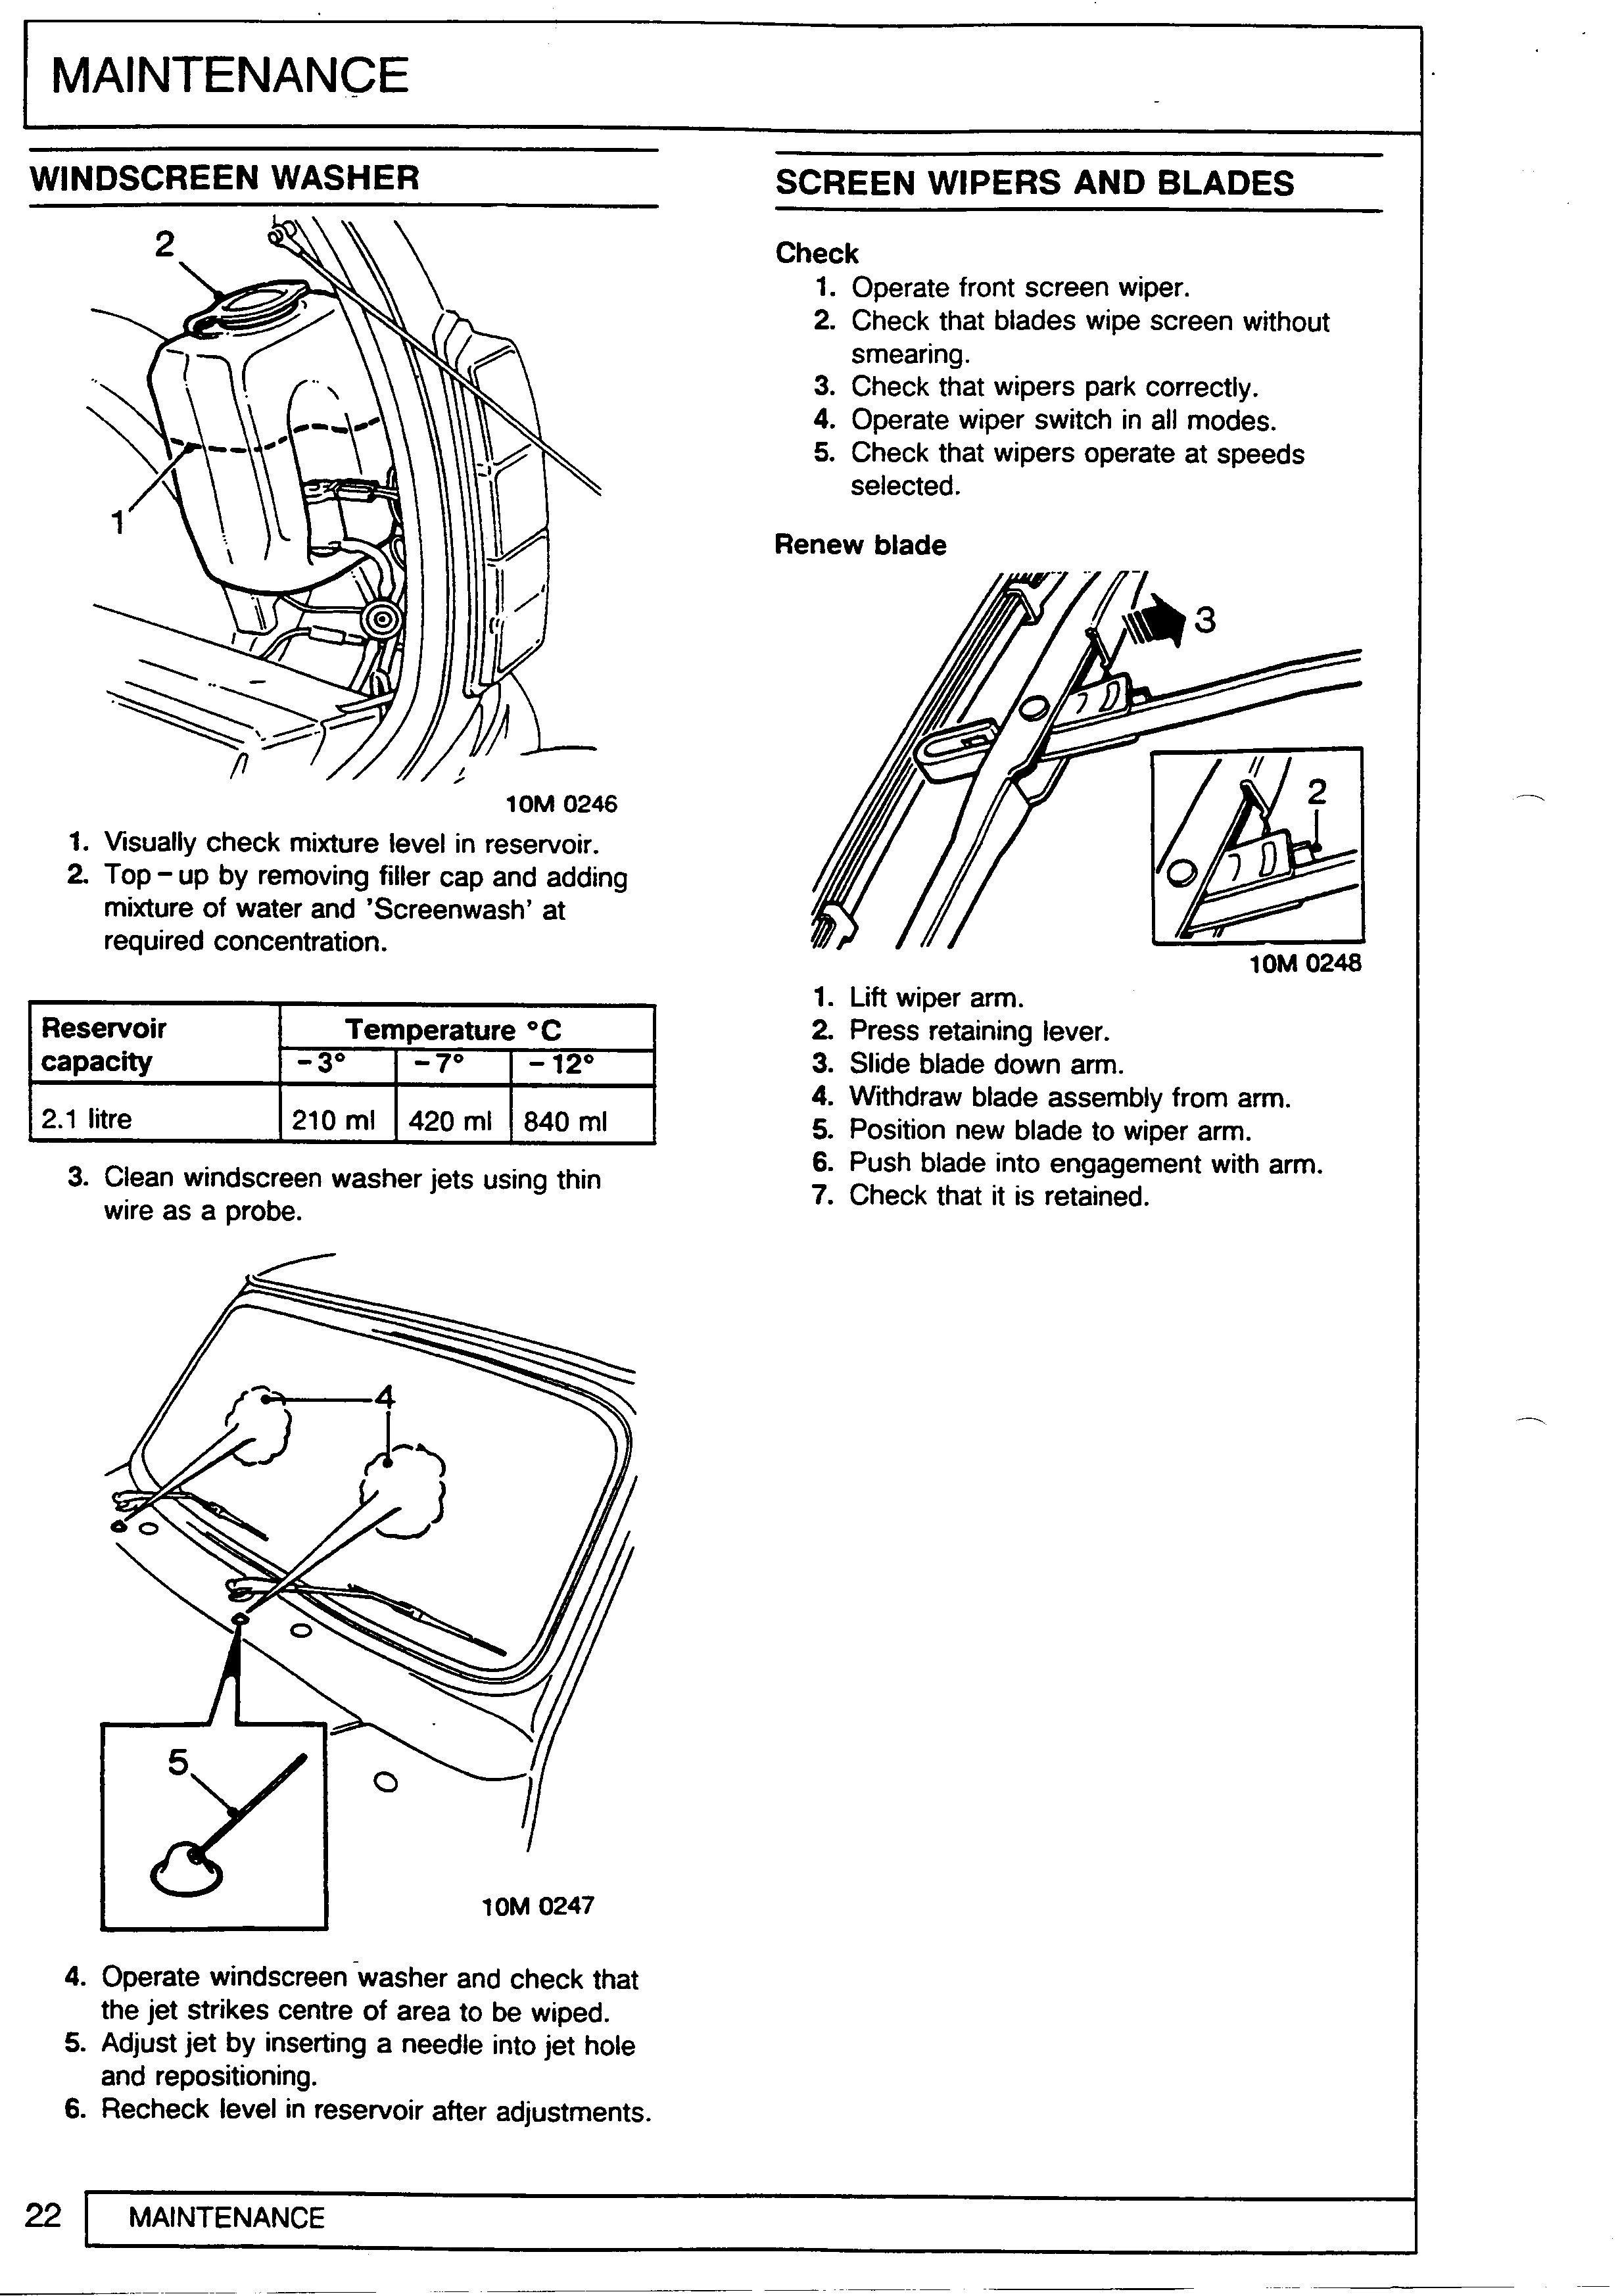 MAINTENANCE
WINDSCREEN WASHER
2
1
10M 0246
1. Visually check mixture level in reservoir.
2. Top – up by removing filler cap and adding
mixture of water and 'Screenwash' at
required concentration.
Reservoir capacity Temperature °C
– 3° – 7° – 12°
2.1 litre 210 ml 420 ml 840 ml
3. Clean windscreen washer jets using thin
wire as a probe.
4
5
10M 0247
4. Operate windscreen washer and check that
the jet strikes centre of area to be wiped.
5. Adjust jet by inserting a needle into jet hole
and repositioning.
6. Recheck level in reservoir after adjustments.
SCREEN WIPERS AND BLADES
Check
1. Operate front screen wiper.
2. Check that blades wipe screen without
smearing.
3. Check that wipers park correctly.
4. Operate wiper switch in all modes.
5. Check that wipers operate at speeds
selected.
Renew blade
3
2
10M 0248
1. Lift wiper arm.
2. Press retaining lever.
3. Slide blade down arm.
4. Withdraw blade assembly from arm.
5. Position new blade to wiper arm.
6. Push blade into engagement with arm.
7. Check that it is retained.
22 MAINTENANCE